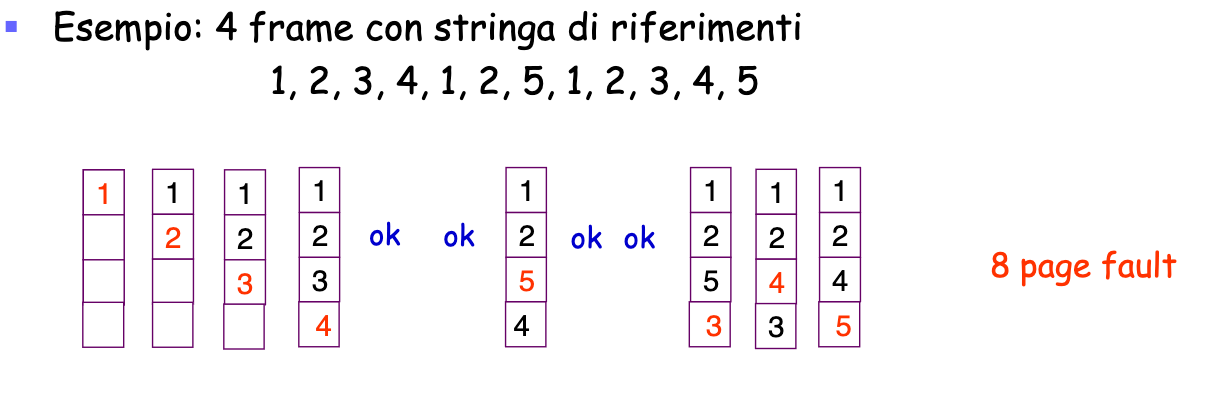 Esempio: 4 frame con stringa di riferimenti
1, 2, 3, 4, 1, 2, 5, 1, 2, 3, 4, 5
1 1 1 1 1 1 1 1
2 2 2 ok ok 2 ok ok 2 2 2
3 3 5 5 4 4 8 page fault
4 4 3 3 5